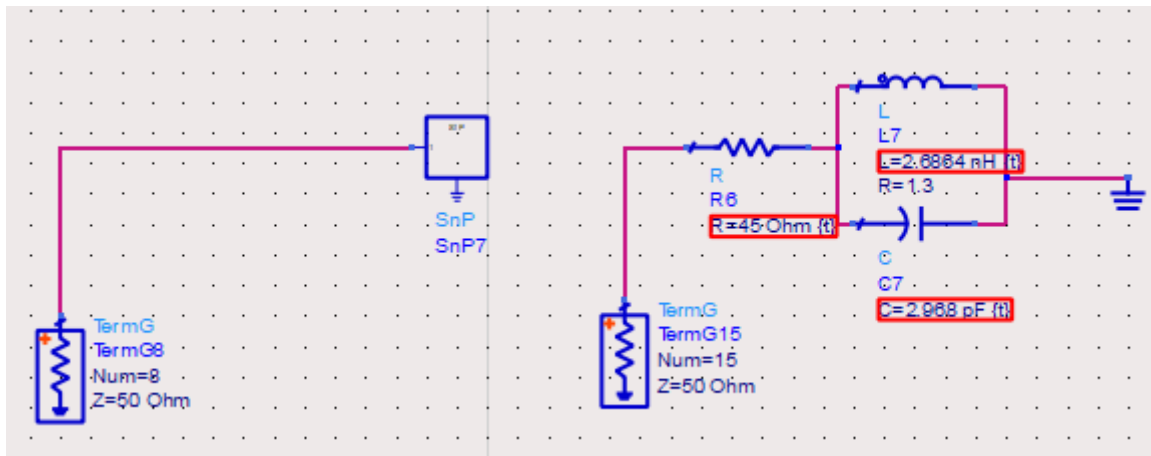 1
SnP
SnP7
TermG
TermG8
Num=8
Z=50 Ohm
R
R6
R=45 Ohm {t}
L
L7
L=2.6864 nH {t}
R=1.3
C
C7
C=2.968 pF {t}
TermG
TermG15
Num=15
Z=50 Ohm